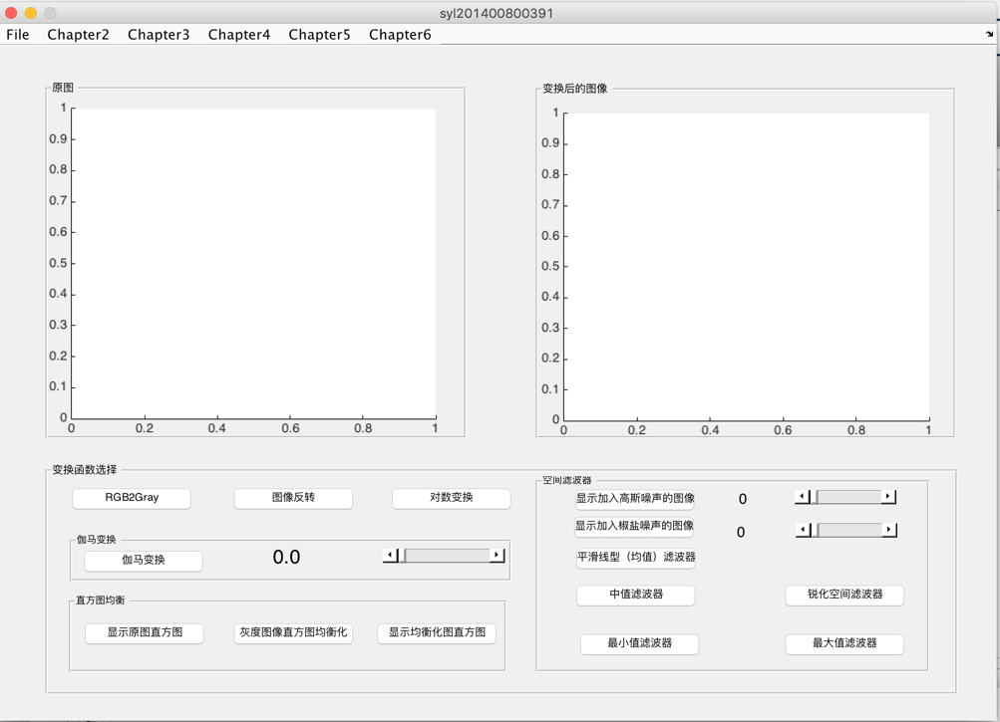 syl201400800391
File Chapter2 Chapter3 Chapter4 Chapter5 Chapter6
原图
1
0.9
0.8
0.7
0.6
0.5
0.4
0.3
0.2
0.1
0
0 0.2 0.4 0.6 0.8 1
变换后的图像
1
0.9
0.8
0.7
0.6
0.5
0.4
0.3
0.2
0.1
0
0 0.2 0.4 0.6 0.8 1
变换函数选择
RGB2Gray 图像反转 对数变换
伽马变换
伽马变换 0.0
直方图均衡
显示原图直方图 灰度图像直方图均衡化 显示均衡化图直方图
空间滤波器
显示加入高斯噪声的图像 0
显示加入椒盐噪声的图像 0
平滑线型（均值）滤波器
中值滤波器 锐化空间滤波器
最小值滤波器 最大值滤波器